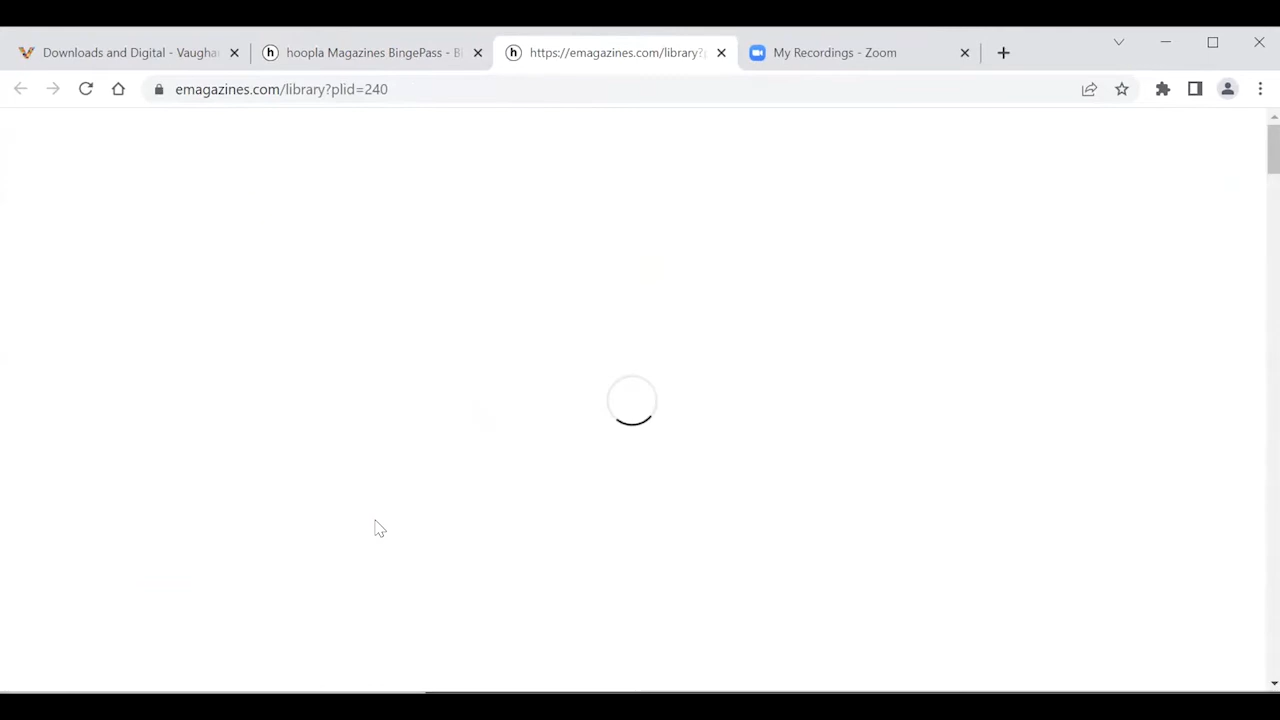 Downloads and Digital - Vaugha
hoopla Magazines BingePass - Bi
https://emagazines.com/library?p
My Recordings - Zoom
emagazines.com/library?plid=240